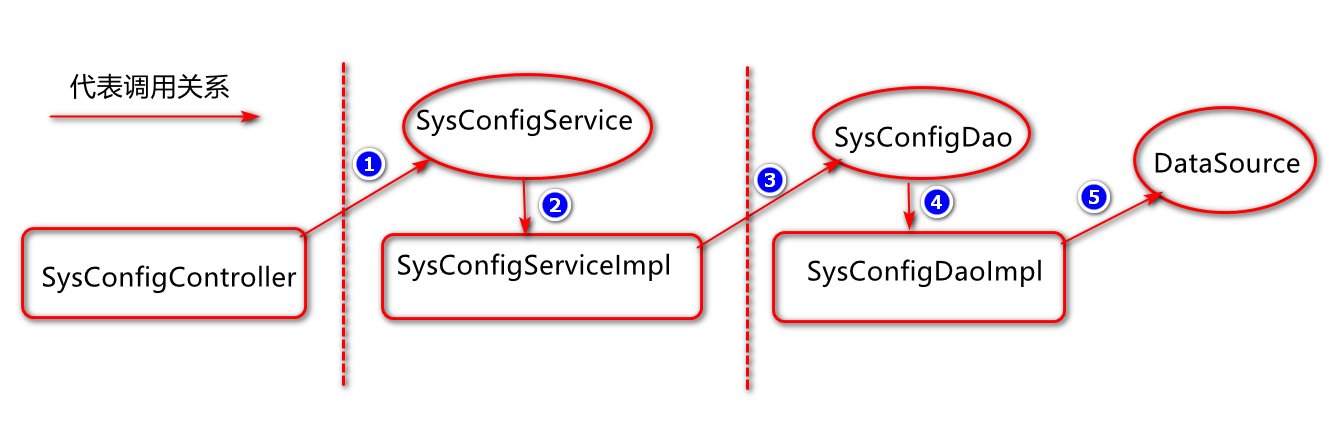 代表调用关系
SysConfigService
SysConfigDao
DataSource
1
2
3
4
5
SysConfigController
SysConfigServiceImpl
SysConfigDaoImpl